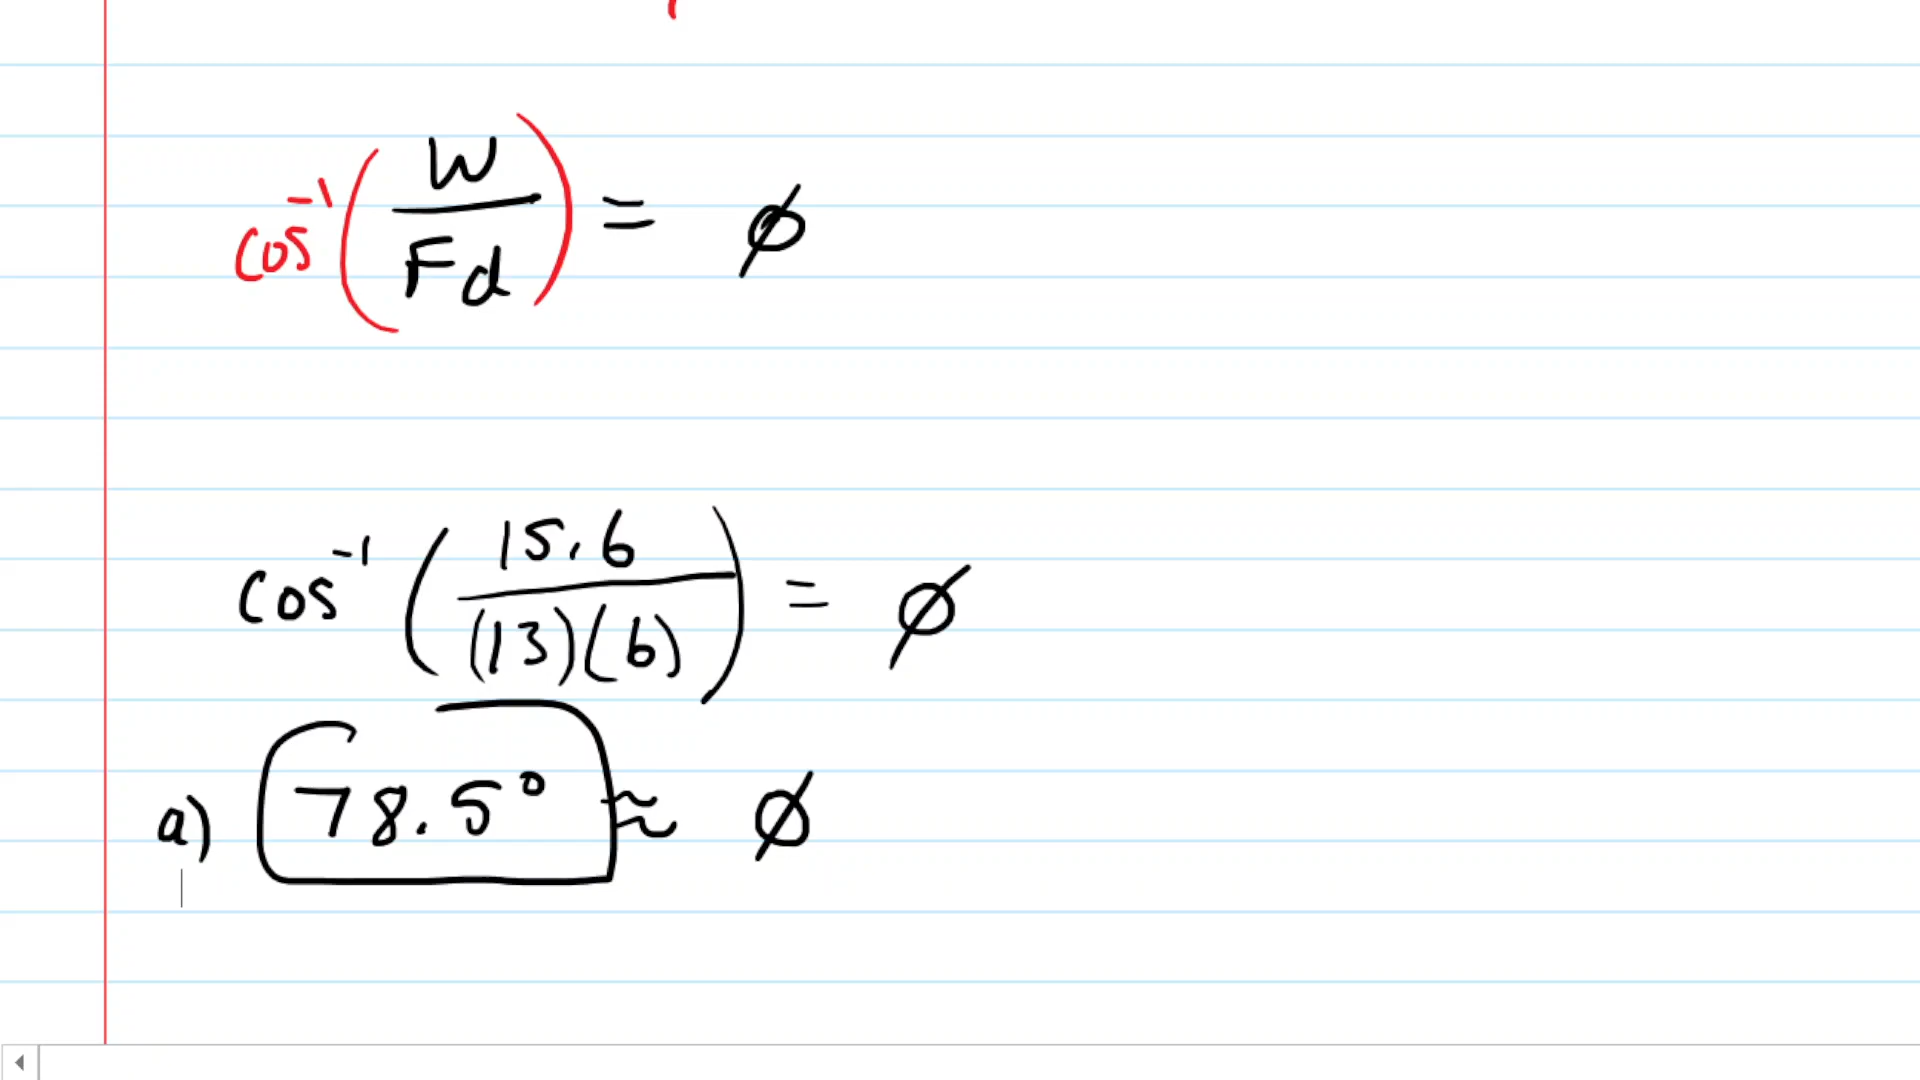 cos⁻¹(W/Fd) = ϕ
cos⁻¹(15.6/(13)(6)) = ϕ
a) 78.5° ≈ ϕ